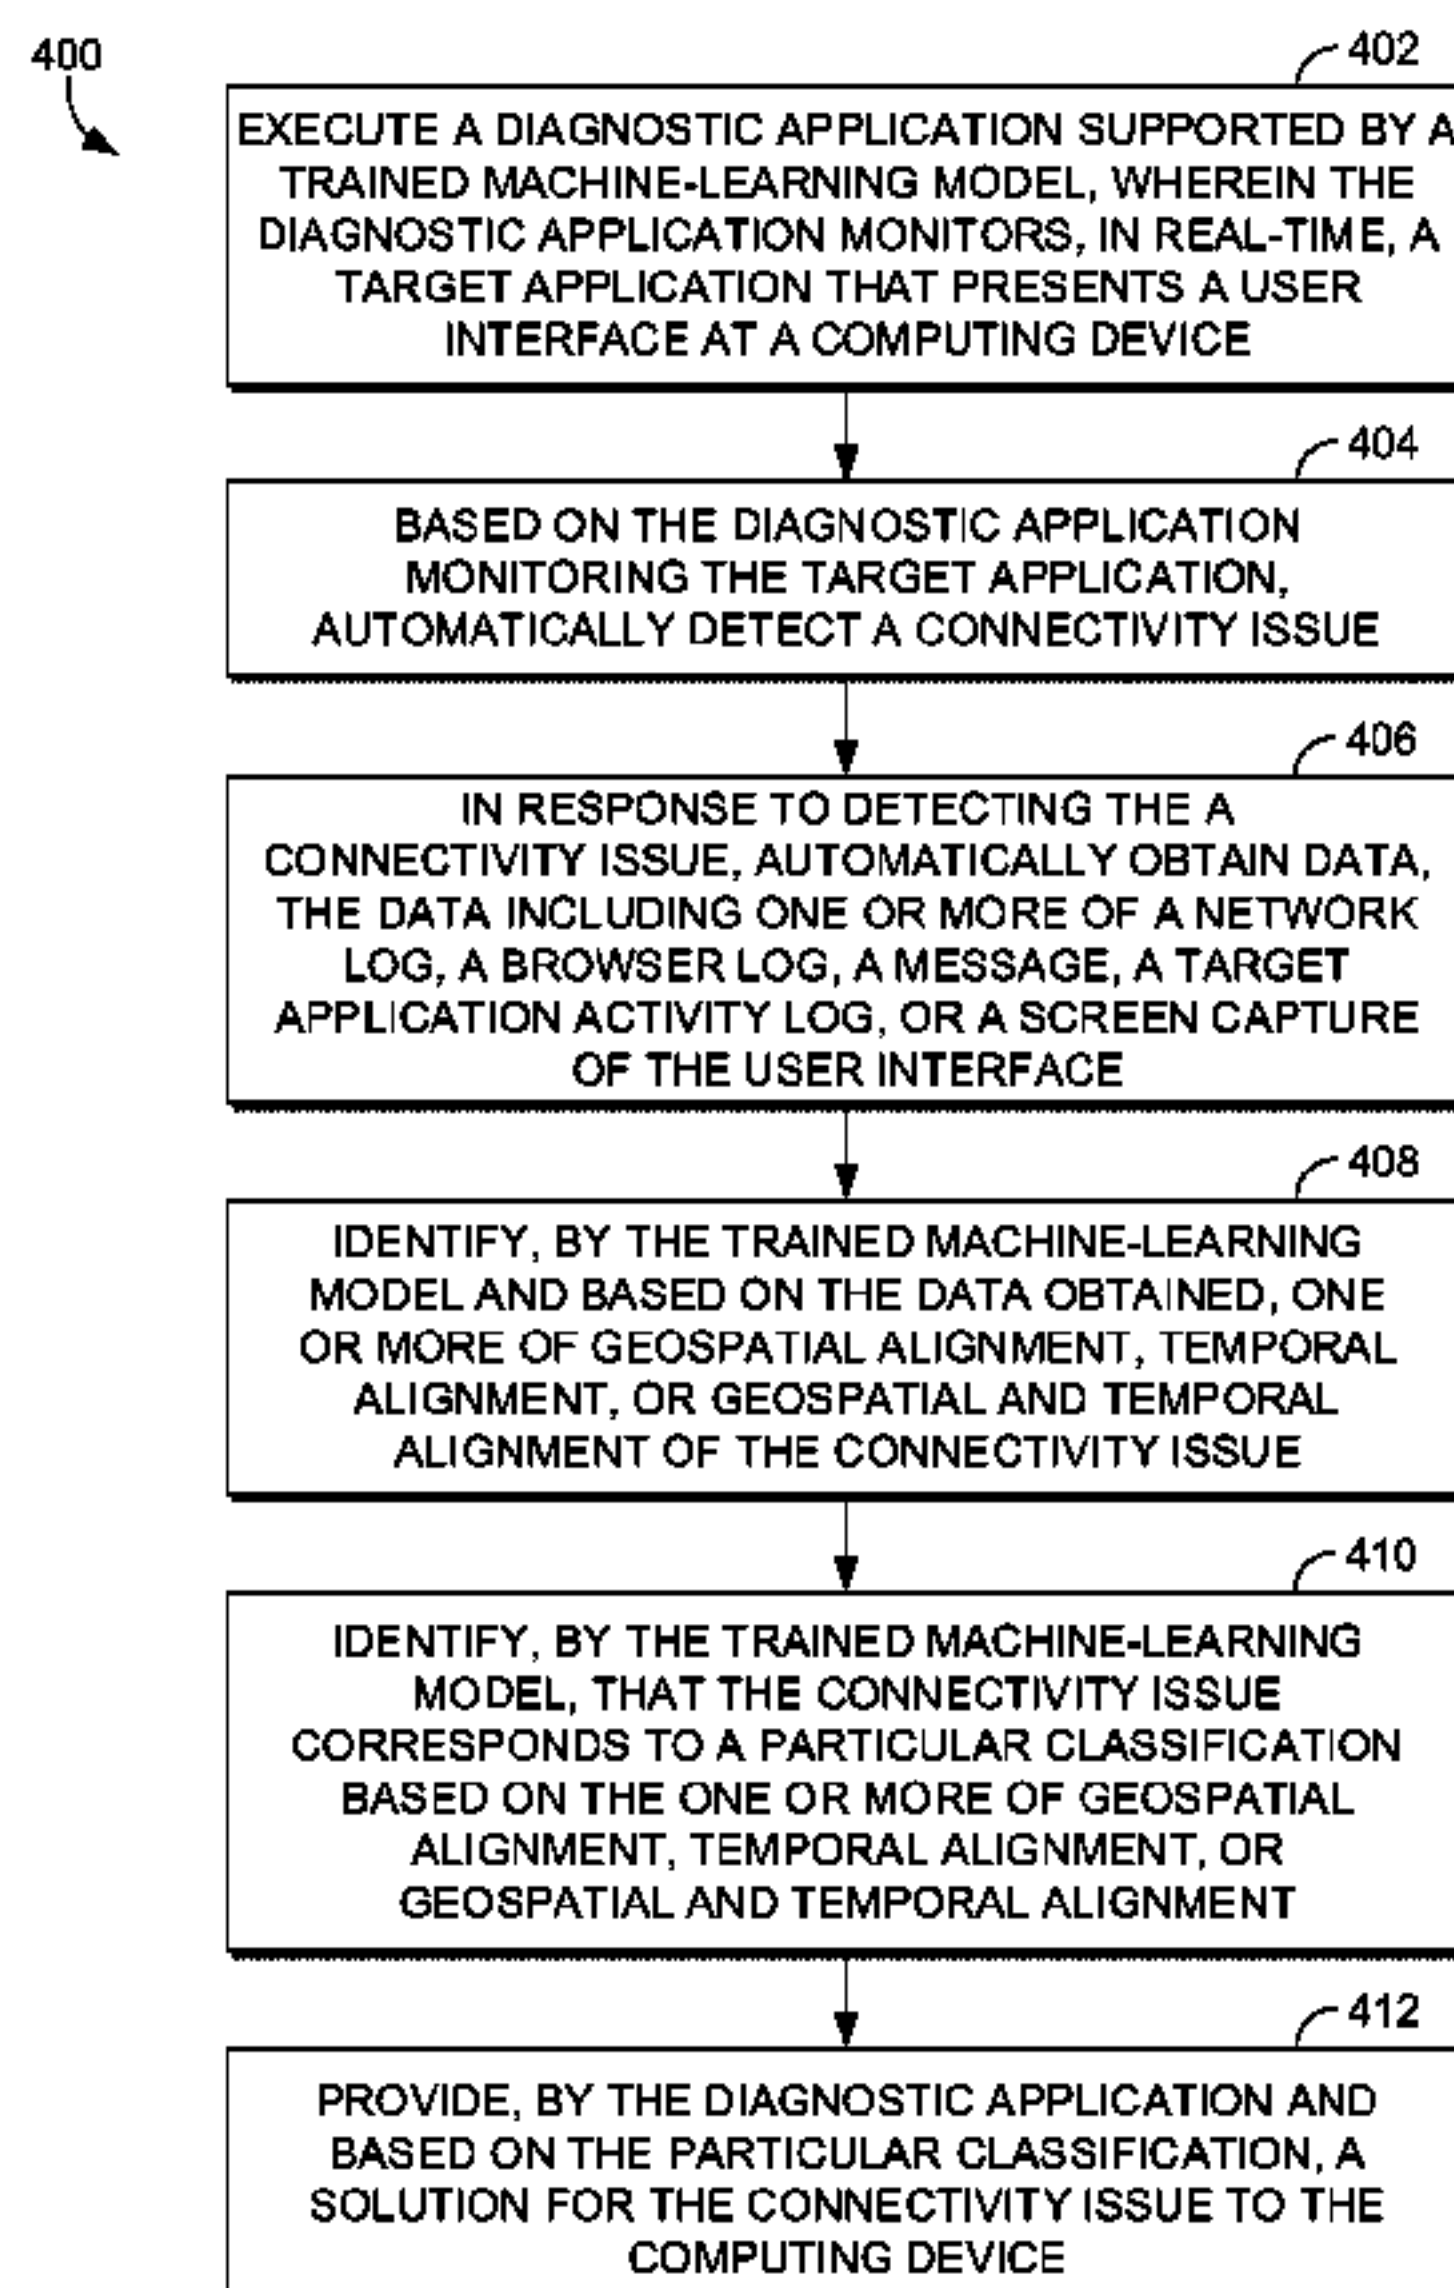 400
402
EXECUTE A DIAGNOSTIC APPLICATION SUPPORTED BY A
TRAINED MACHINE-LEARNING MODEL, WHEREIN THE
DIAGNOSTIC APPLICATION MONITORS, IN REAL-TIME, A
TARGET APPLICATION THAT PRESENTS A USER
INTERFACE AT A COMPUTING DEVICE
404
BASED ON THE DIAGNOSTIC APPLICATION
MONITORING THE TARGET APPLICATION,
AUTOMATICALLY DETECT A CONNECTIVITY ISSUE
406
IN RESPONSE TO DETECTING THE A
CONNECTIVITY ISSUE, AUTOMATICALLY OBTAIN DATA,
THE DATA INCLUDING ONE OR MORE OF A NETWORK
LOG, A BROWSER LOG, A MESSAGE, A TARGET
APPLICATION ACTIVITY LOG, OR A SCREEN CAPTURE
OF THE USER INTERFACE
408
IDENTIFY, BY THE TRAINED MACHINE-LEARNING
MODEL AND BASED ON THE DATA OBTAINED, ONE
OR MORE OF GEOSPATIAL ALIGNMENT, TEMPORAL
ALIGNMENT, OR GEOSPATIAL AND TEMPORAL
ALIGNMENT OF THE CONNECTIVITY ISSUE
410
IDENTIFY, BY THE TRAINED MACHINE-LEARNING
MODEL, THAT THE CONNECTIVITY ISSUE
CORRESPONDS TO A PARTICULAR CLASSIFICATION
BASED ON THE ONE OR MORE OF GEOSPATIAL
ALIGNMENT, TEMPORAL ALIGNMENT, OR
GEOSPATIAL AND TEMPORAL ALIGNMENT
412
PROVIDE, BY THE DIAGNOSTIC APPLICATION AND
BASED ON THE PARTICULAR CLASSIFICATION, A
SOLUTION FOR THE CONNECTIVITY ISSUE TO THE
COMPUTING DEVICE